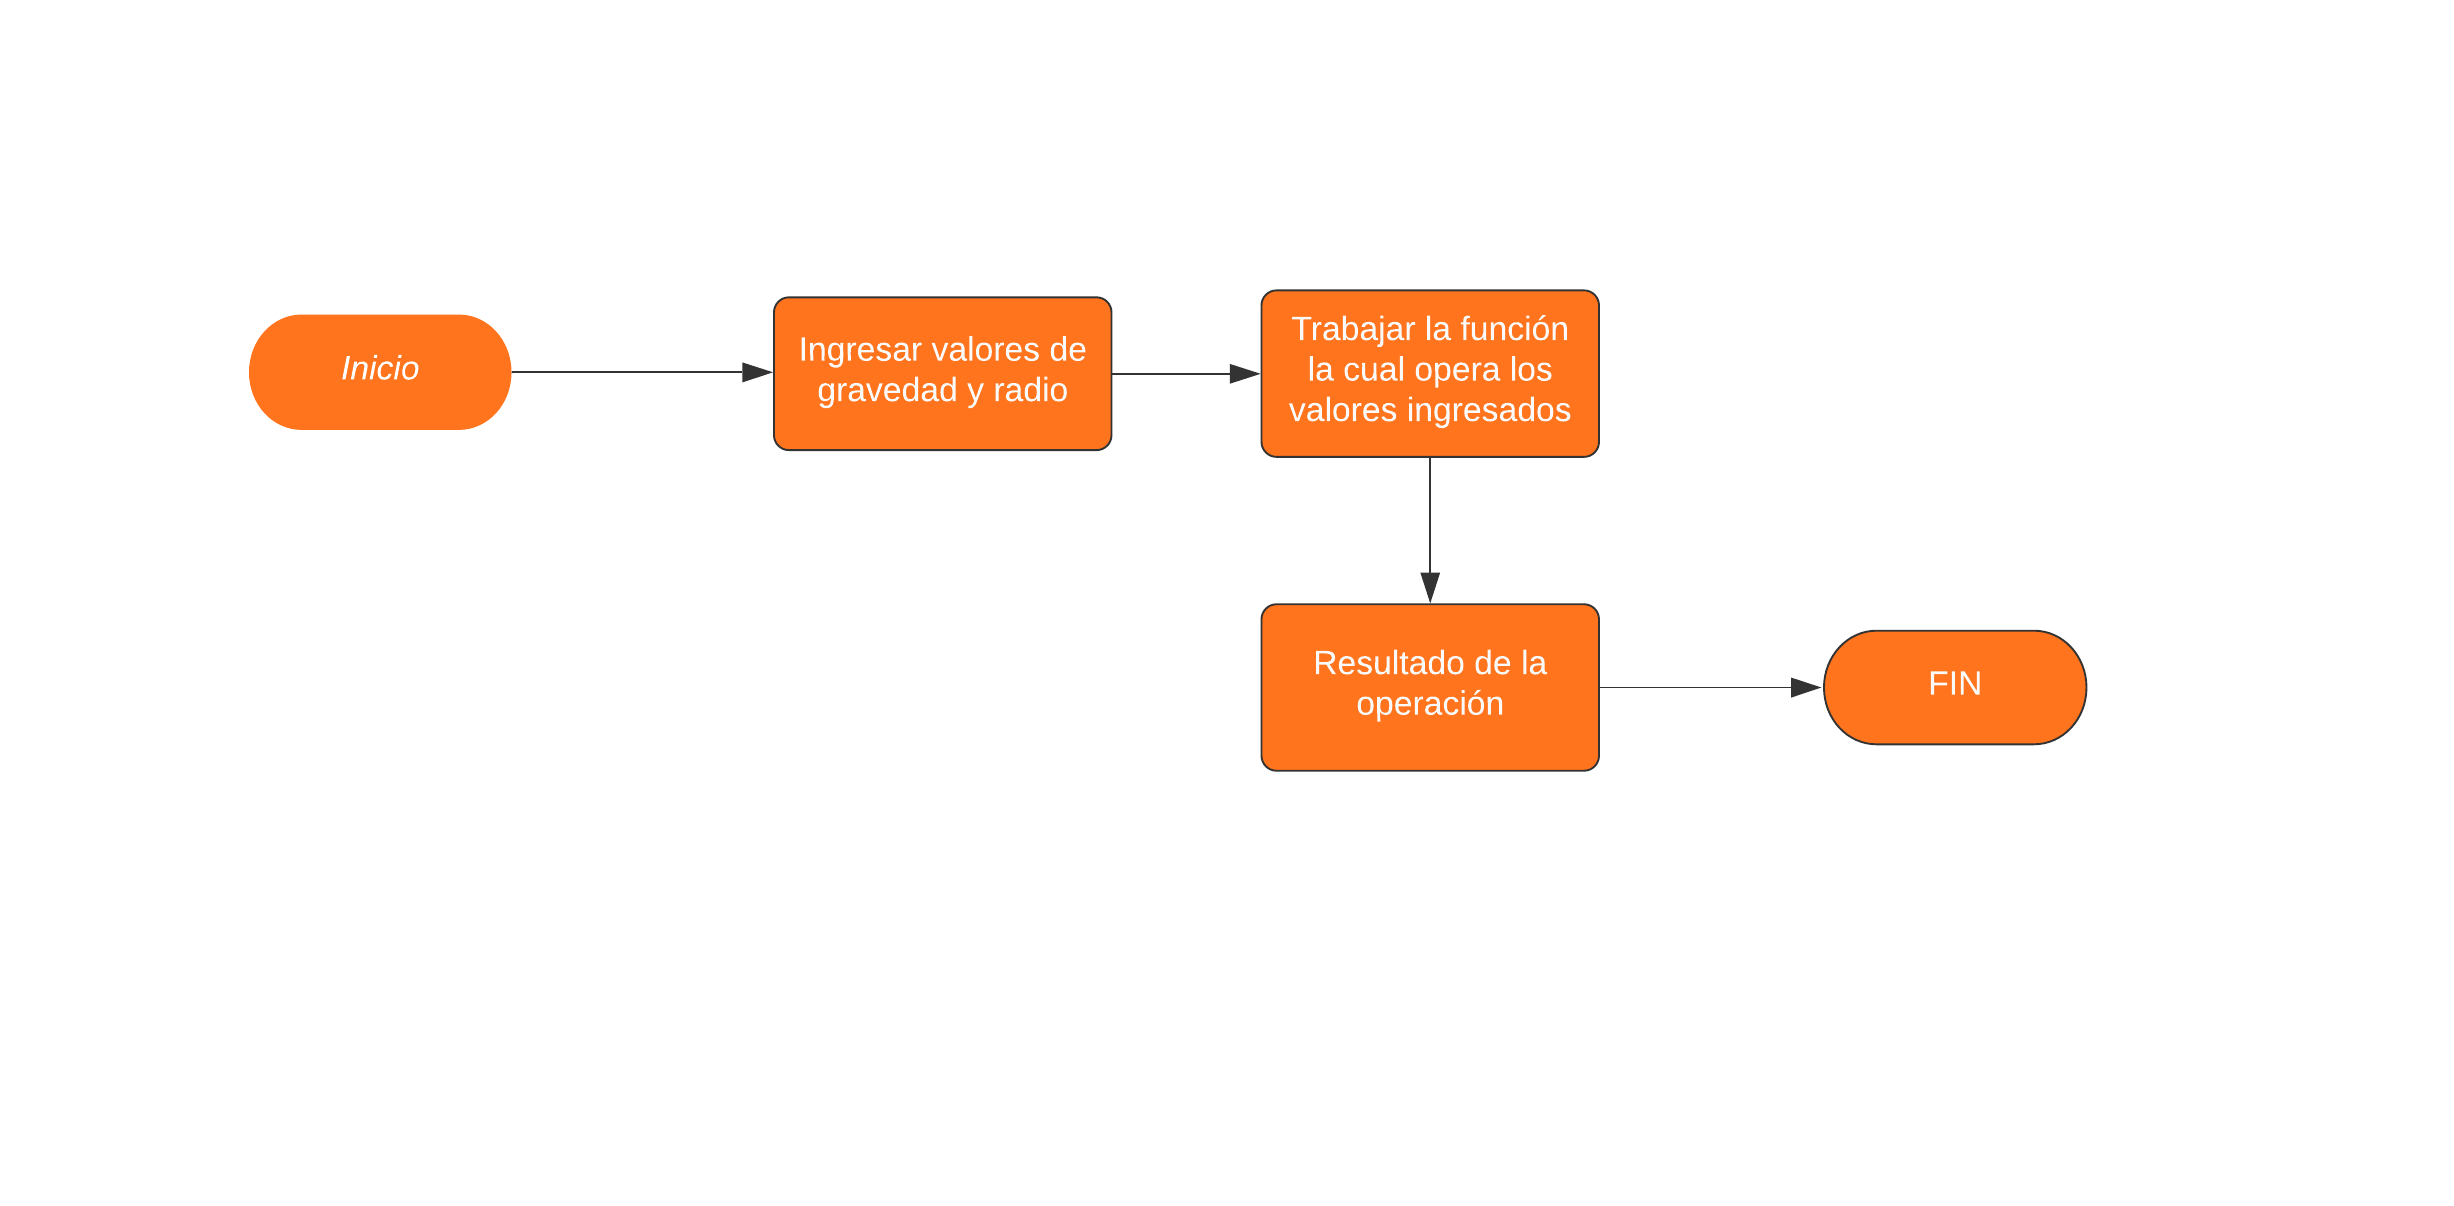 Inicio
Ingresar valores de
gravedad y radio
Trabajar la función
la cual opera los
valores ingresados
Resultado de la
operación
FIN